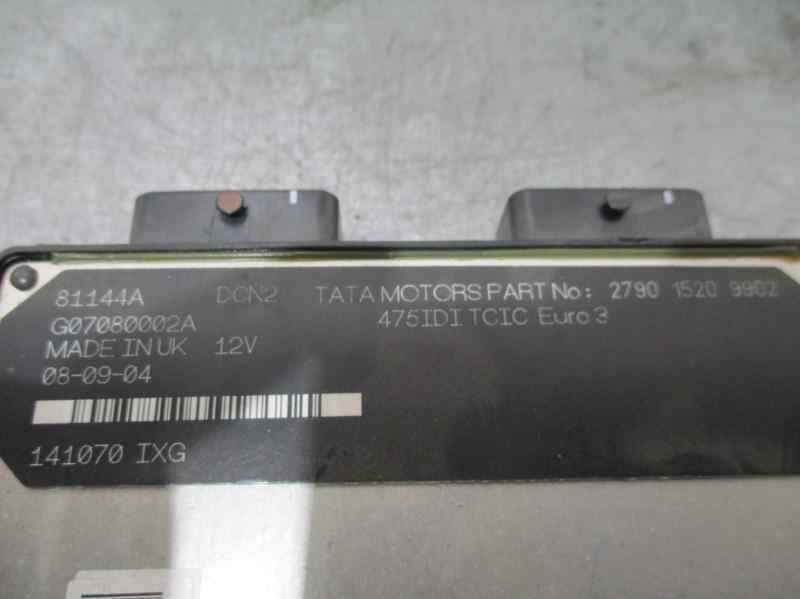 81144A DCN2 TATA MOTORS PART No: 2790 1520 9902
G07080002A 475IDI TCIC Euro 3
MADE IN UK 12V
08-09-04
141070 IXG